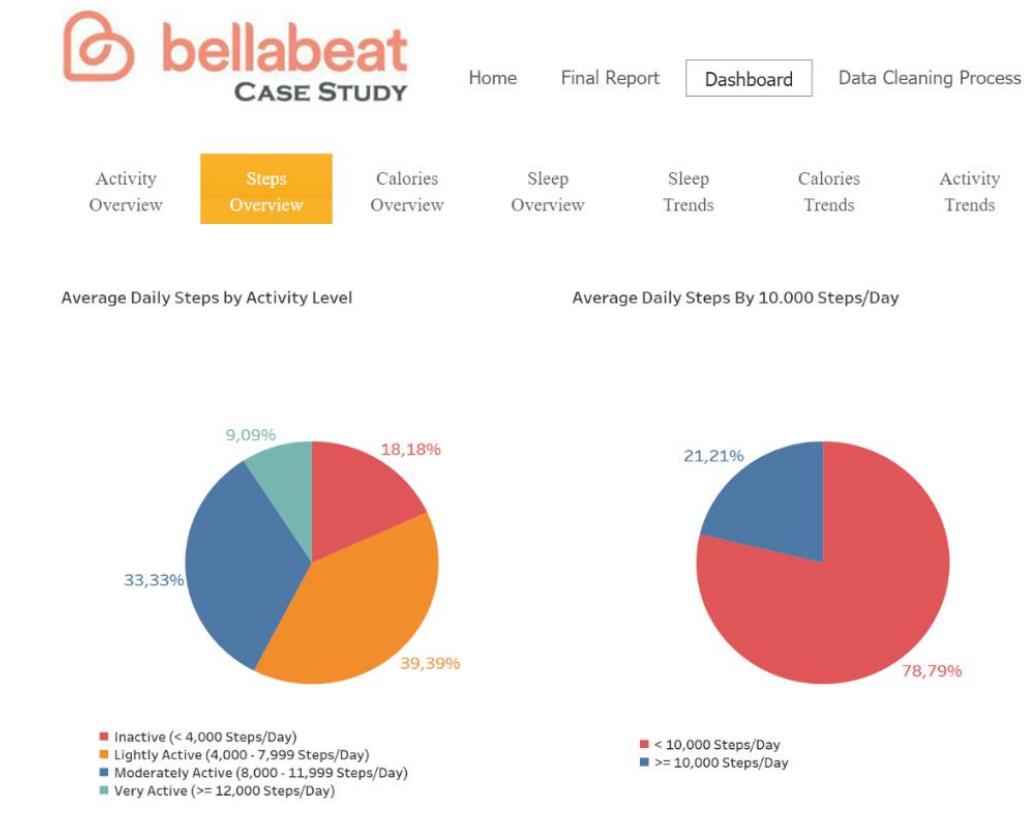 bellabeat
CASE STUDY
Home Final Report Dashboard Data Cleaning Process
Activity Overview
Steps Overview
Calories Overview
Sleep Overview
Sleep Trends
Calories Trends
Activity Trends
Average Daily Steps by Activity Level
9,09%
18,18%
33,33%
39,39%
Inactive (< 4,000 Steps/Day)
Lightly Active (4,000 - 7,999 Steps/Day)
Moderately Active (8,000 - 11,999 Steps/Day)
Very Active (>= 12,000 Steps/Day)
Average Daily Steps By 10.000 Steps/Day
21,21%
78,79%
< 10,000 Steps/Day
>= 10,000 Steps/Day